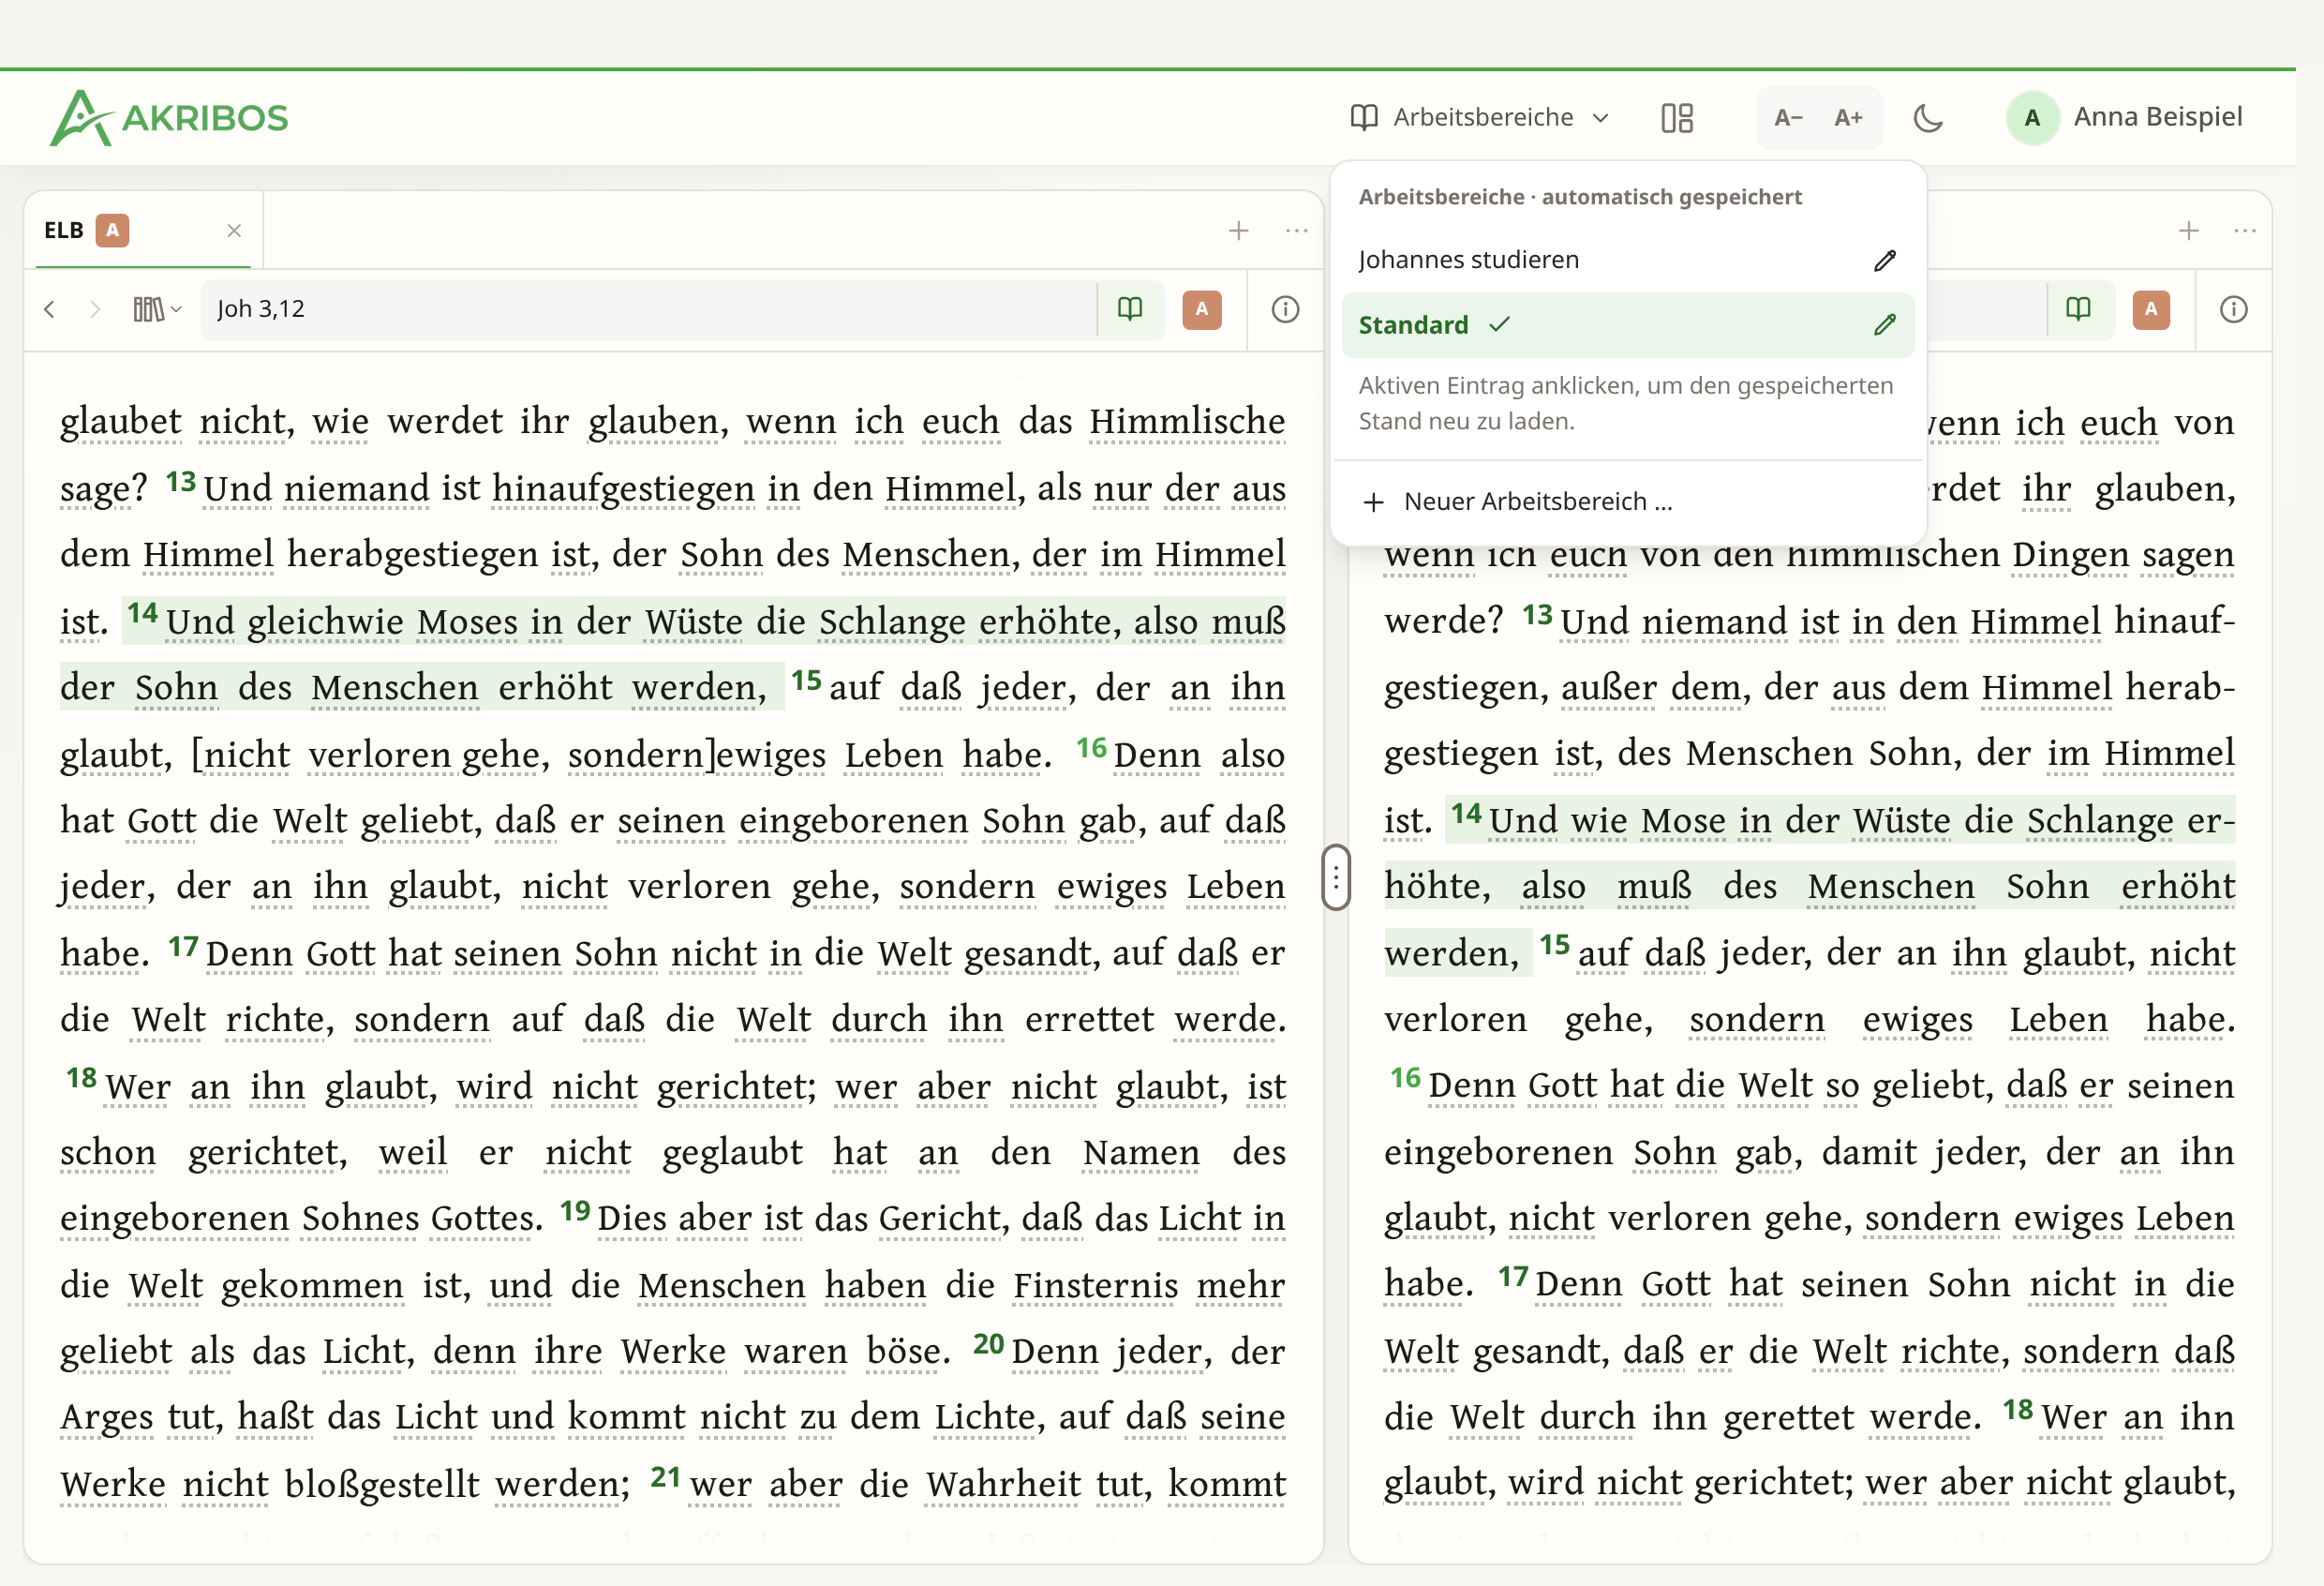 AKRIBOS
Arbeitsbereiche
A− A+
A Anna Beispiel
ELB A
Joh 3,12 A
glaubet nicht, wie werdet ihr glauben, wenn ich euch das Himmlische
sage? 13 Und niemand ist hinaufgestiegen in den Himmel, als nur der aus
dem Himmel herabgestiegen ist, der Sohn des Menschen, der im Himmel
ist. 14 Und gleichwie Moses in der Wüste die Schlange erhöhte, also muß
der Sohn des Menschen erhöht werden, 15 auf daß jeder, der an ihn
glaubt, [nicht verloren gehe, sondern]ewiges Leben habe. 16 Denn also
hat Gott die Welt geliebt, daß er seinen eingeborenen Sohn gab, auf daß
jeder, der an ihn glaubt, nicht verloren gehe, sondern ewiges Leben
habe. 17 Denn Gott hat seinen Sohn nicht in die Welt gesandt, auf daß er
die Welt richte, sondern auf daß die Welt durch ihn errettet werde.
18 Wer an ihn glaubt, wird nicht gerichtet; wer aber nicht glaubt, ist
schon gerichtet, weil er nicht geglaubt hat an den Namen des
eingeborenen Sohnes Gottes. 19 Dies aber ist das Gericht, daß das Licht in
die Welt gekommen ist, und die Menschen haben die Finsternis mehr
geliebt als das Licht, denn ihre Werke waren böse. 20 Denn jeder, der
Arges tut, haßt das Licht und kommt nicht zu dem Lichte, auf daß seine
Werke nicht bloßgestellt werden; 21 wer aber die Wahrheit tut, kommt
Arbeitsbereiche · automatisch gespeichert
Johannes studieren
Standard
Aktiven Eintrag anklicken, um den gespeicherten
Stand neu zu laden.
Neuer Arbeitsbereich ...
A
ich euch von
ihr glauben,
wenn ich euch von den himmlischen Dingen sagen
werde? 13 Und niemand ist in den Himmel hinauf-
gestiegen, außer dem, der aus dem Himmel herab-
gestiegen ist, des Menschen Sohn, der im Himmel
ist. 14 Und wie Mose in der Wüste die Schlange er-
höhte, also muß des Menschen Sohn erhöht
werden, 15 auf daß jeder, der an ihn glaubt, nicht
verloren gehe, sondern ewiges Leben habe.
16 Denn Gott hat die Welt so geliebt, daß er seinen
eingeborenen Sohn gab, damit jeder, der an ihn
glaubt, nicht verloren gehe, sondern ewiges Leben
habe. 17 Denn Gott hat seinen Sohn nicht in die
Welt gesandt, daß er die Welt richte, sondern daß
die Welt durch ihn gerettet werde. 18 Wer an ihn
glaubt, wird nicht gerichtet; wer aber nicht glaubt,